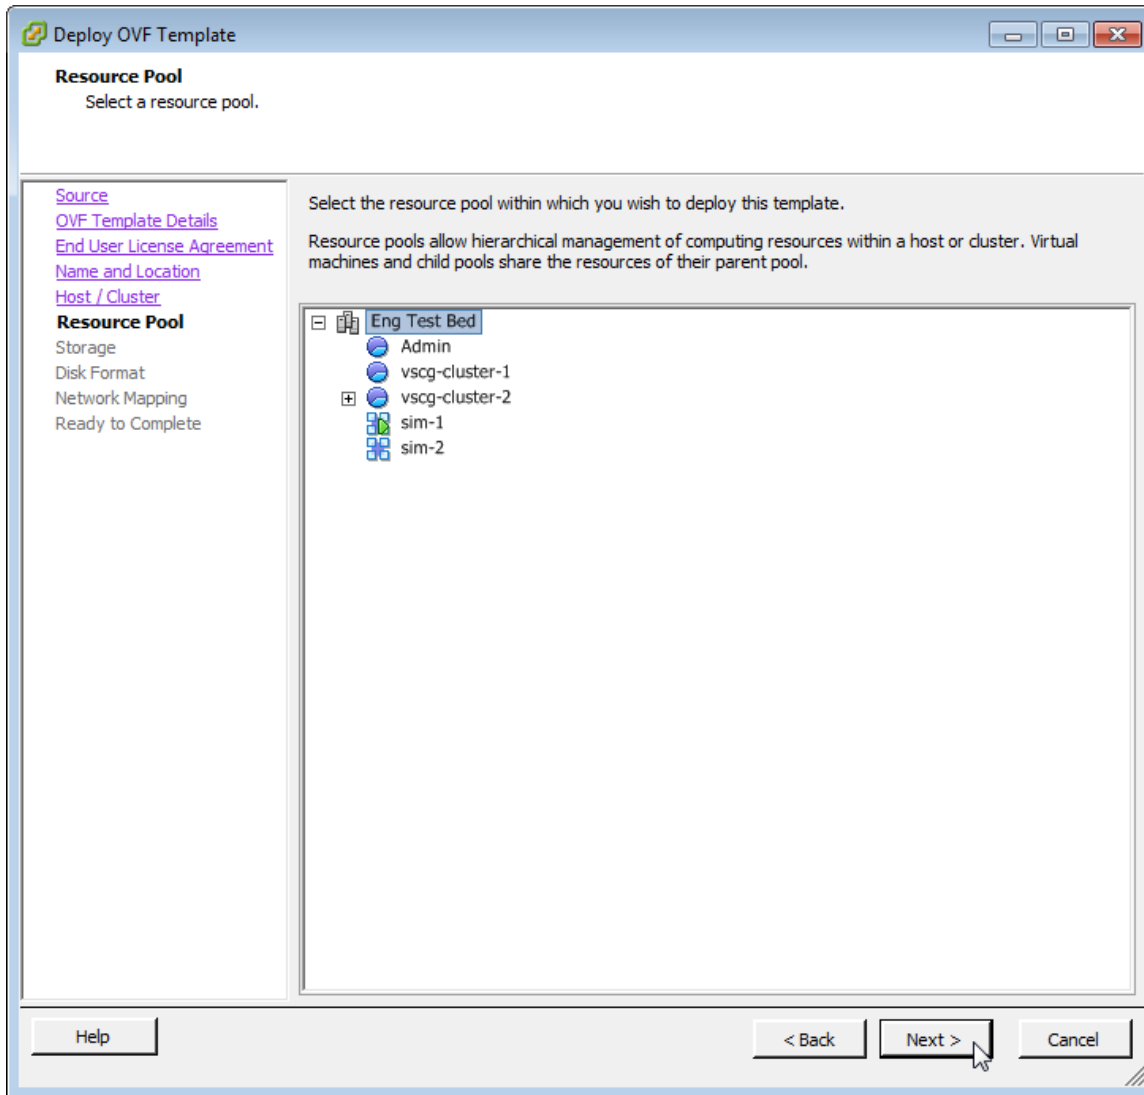 Deploy OVF Template
Resource Pool
Select a resource pool.
Source
OVF Template Details
End User License Agreement
Name and Location
Host / Cluster
Resource Pool
Storage
Disk Format
Network Mapping
Ready to Complete
Select the resource pool within which you wish to deploy this template.
Resource pools allow hierarchical management of computing resources within a host or cluster. Virtual
machines and child pools share the resources of their parent pool.
Eng Test Bed
Admin
vscg-cluster-1
vscg-cluster-2
sim-1
sim-2
Help
< Back
Next >
Cancel